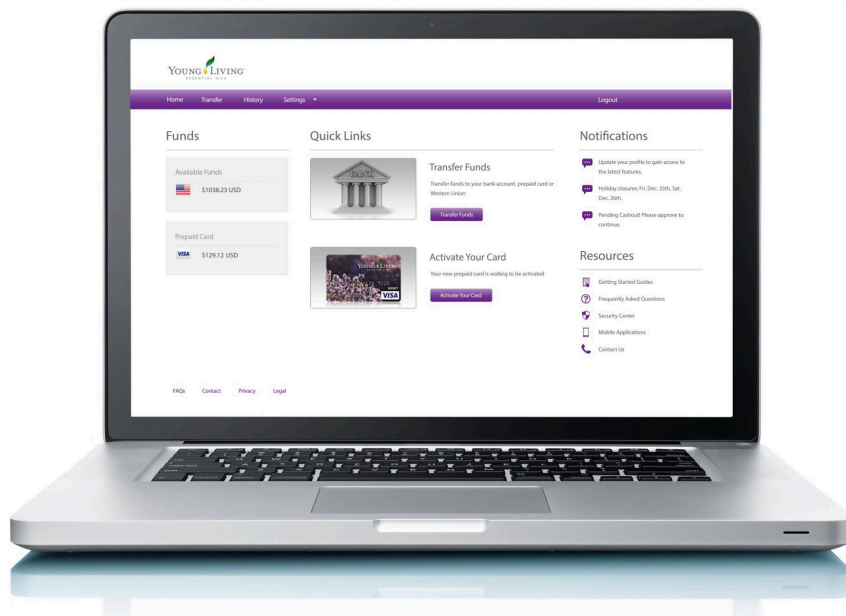 YOUNG LIVING
ESSENTIAL OILS
Home Transfer History Settings Logout
Funds
Available Funds
$1038.23 USD
Prepaid Card
VISA $129.12 USD
Quick Links
BANK
Transfer Funds
Transfer funds to your bank account, prepaid card or
Western Union
Transfer Funds
YOUNG LIVING
DEBIT
VISA
Activate Your Card
Your new prepaid card is waiting to be activated
Activate Your Card
Notifications
Update your profile to gain access to
the latest features.
Holiday closures; Fri. Dec. 25th, Sat.
Dec. 26th.
Pending Cashout! Please approve to
continue.
Resources
Getting Started Guides
Frequently Asked Questions
Security Center
Mobile Applications
Contact Us
FAQs Contact Privacy Legal